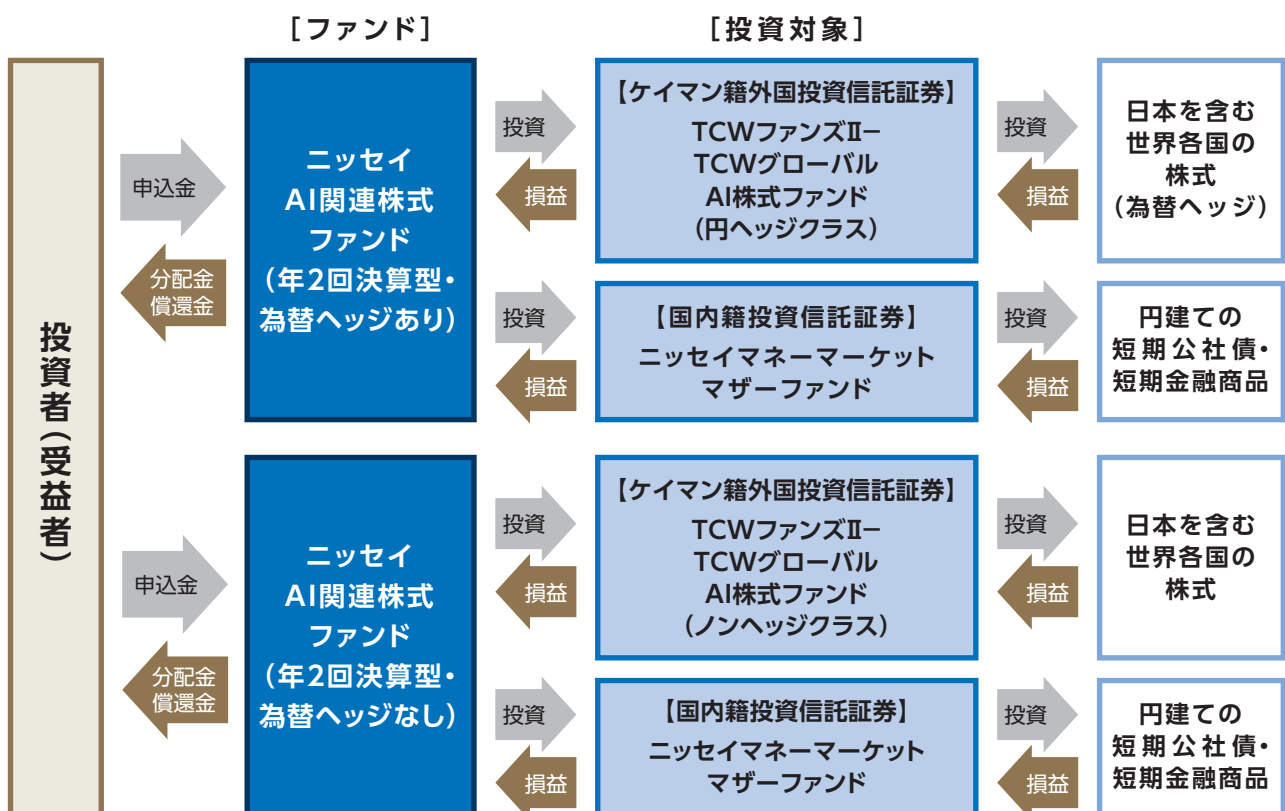 ［ファンド］
［投資対象］
投資者（受益者）
申込金
分配金
償還金
ニッセイ
AI関連株式
ファンド
（年2回決算型・
為替ヘッジあり）
投資
損益
【ケイマン籍外国投資信託証券】
TCWファンズⅡー
TCWグローバル
AI株式ファンド
（円ヘッジクラス）
投資
損益
日本を含む
世界各国の
株式
（為替ヘッジ）
投資
損益
【国内籍投資信託証券】
ニッセイマネーマーケット
マザーファンド
投資
損益
円建ての
短期公社債・
短期金融商品
申込金
分配金
償還金
ニッセイ
AI関連株式
ファンド
（年2回決算型・
為替ヘッジなし）
投資
損益
【ケイマン籍外国投資信託証券】
TCWファンズⅡー
TCWグローバル
AI株式ファンド
（ノンヘッジクラス）
投資
損益
日本を含む
世界各国の
株式
投資
損益
【国内籍投資信託証券】
ニッセイマネーマーケット
マザーファンド
投資
損益
円建ての
短期公社債・
短期金融商品